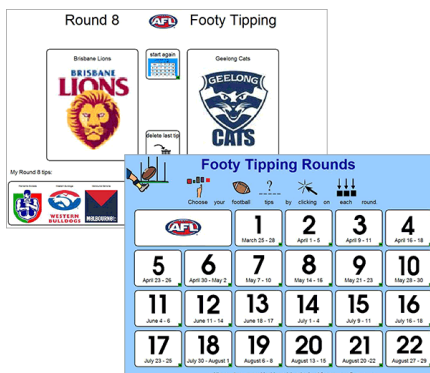 Round 8
AFL
Footy Tipping
Brisbane Lions
BRISBANE
LIONS
start again
Geelong Cats
GEELONG
CATS
delete last tip
My Round 8 tips:
WESTERN
BULLDOGS
MELBOURNE
Footy Tipping Rounds
Choose your football tips by clicking on each round.
?
AFL
1
March 25 - 28
2
April 1 - 5
3
April 9 - 11
4
April 16 - 18
5
April 23 - 26
6
April 30 - May 2
7
May 7 - 10
8
May 14 - 16
9
May 21 - 23
10
May 28 - 30
11
June 4 - 6
12
June 11 - 14
13
June 18 - 17
14
July 1 - 4
15
July 9 - 11
16
July 16 - 18
17
July 23 - 25
18
July 30 - August 1
19
August 6 - 8
20
August 13 - 15
21
August 20 - 22
22
August 27 - 29